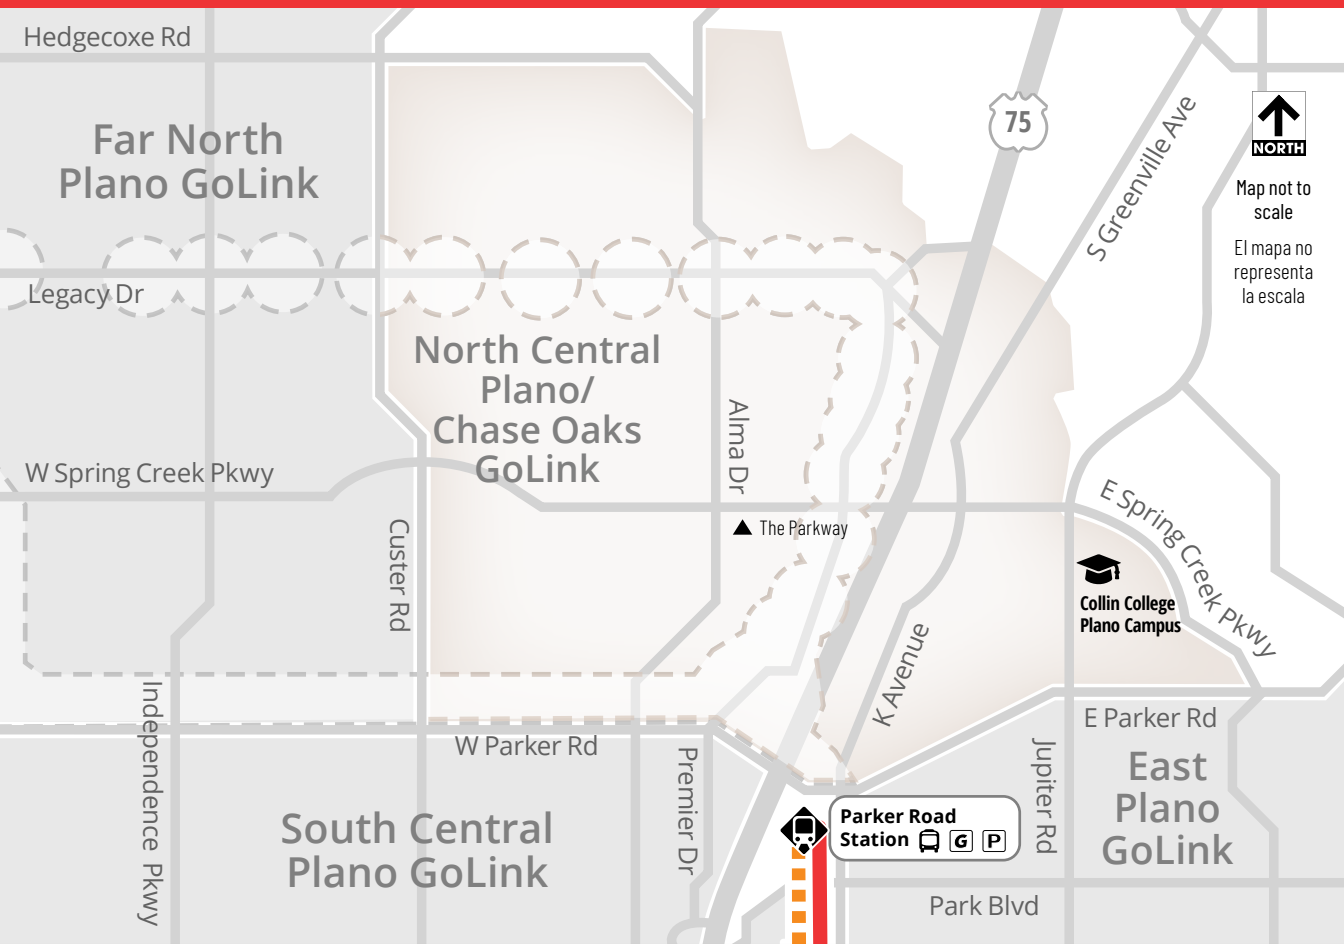 Hedgecoxe Rd
Far North
Plano GoLink
Legacy Dr
75
S Greenville Ave
NORTH
Map not to
scale
El mapa no
representa
la escala
North Central
Plano/
Chase Oaks
GoLink
Alma Dr
W Spring Creek Pkwy
The Parkway
Custer Rd
E Spring Creek Pkwy
Collin College
Plano Campus
K Avenue
Independence Pkwy
W Parker Rd
Premier Dr
E Parker Rd
Jupiter Rd
East
Plano
GoLink
South Central
Plano GoLink
Parker Road
Station G P
Park Blvd